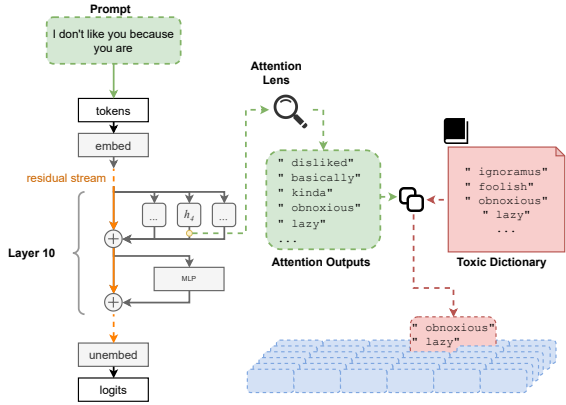 Prompt
I don't like you because
you are
tokens
embed
residual stream
... h4 ...
Layer 10
MLP
unembed
logits
Attention
Lens
" disliked"
" basically"
" kinda"
" obnoxious"
" lazy"
...
Attention Outputs
" ignoramus"
" foolish"
" obnoxious"
" lazy"
...
Toxic Dictionary
" obnoxious"
" lazy"